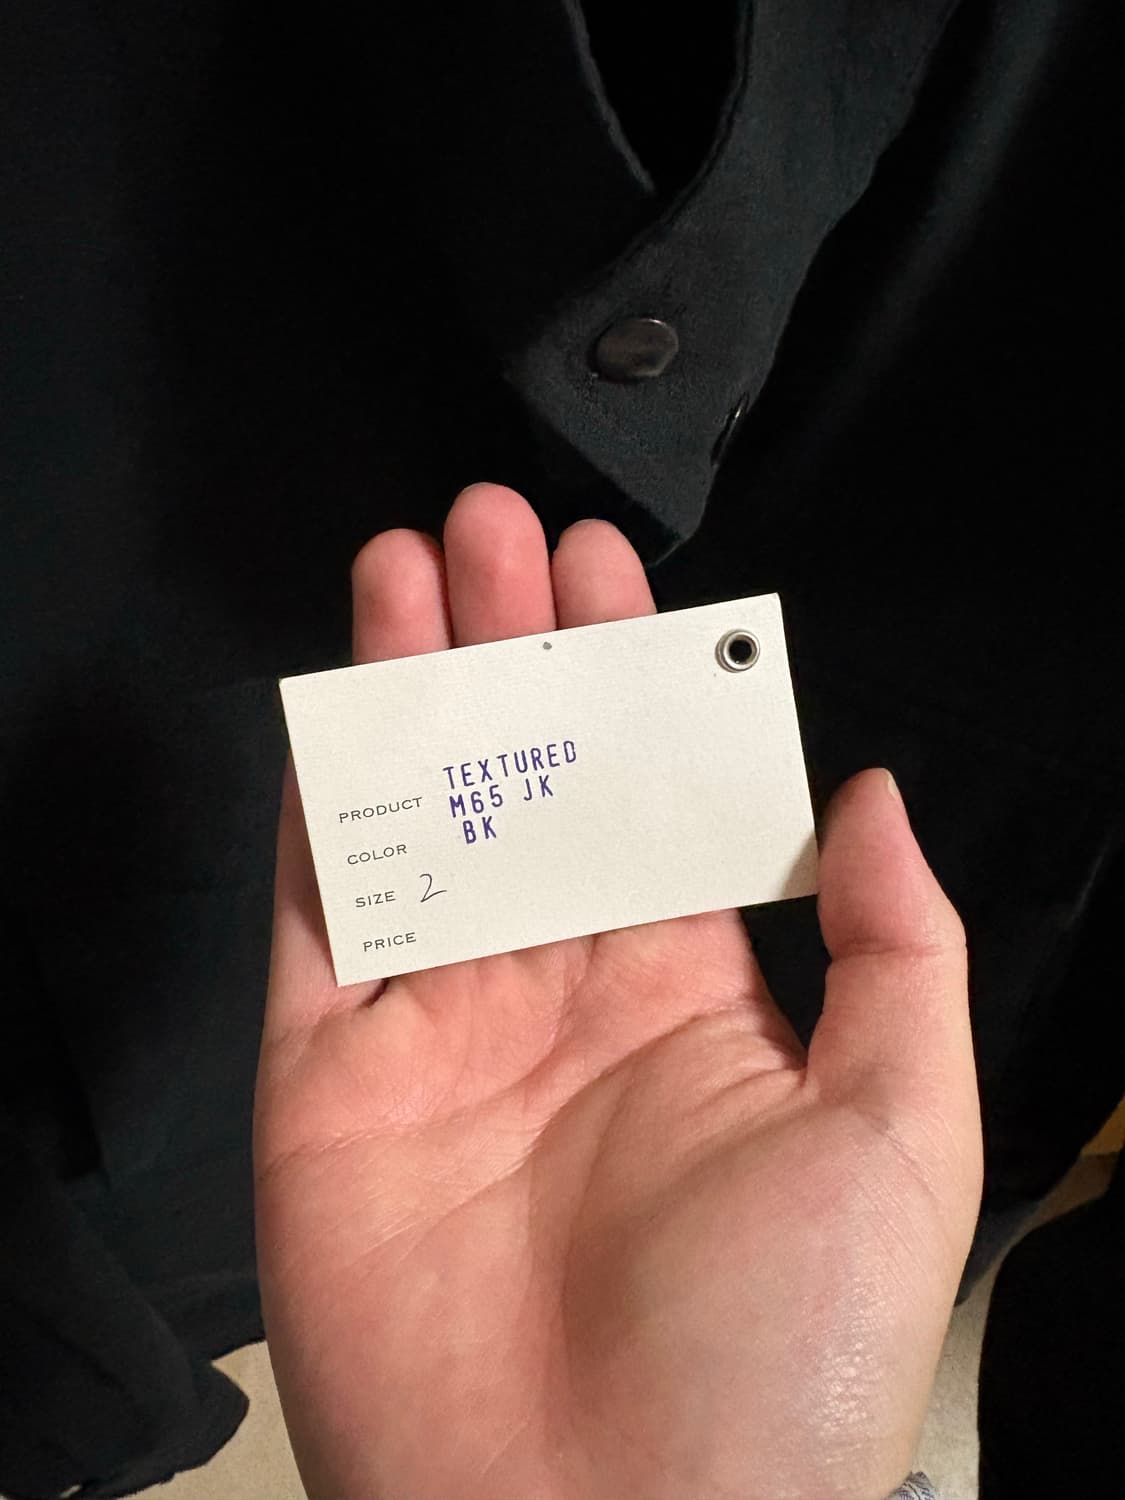 PRODUCT TEXTURED
M65 JK
COLOR BK
SIZE 2
PRICE